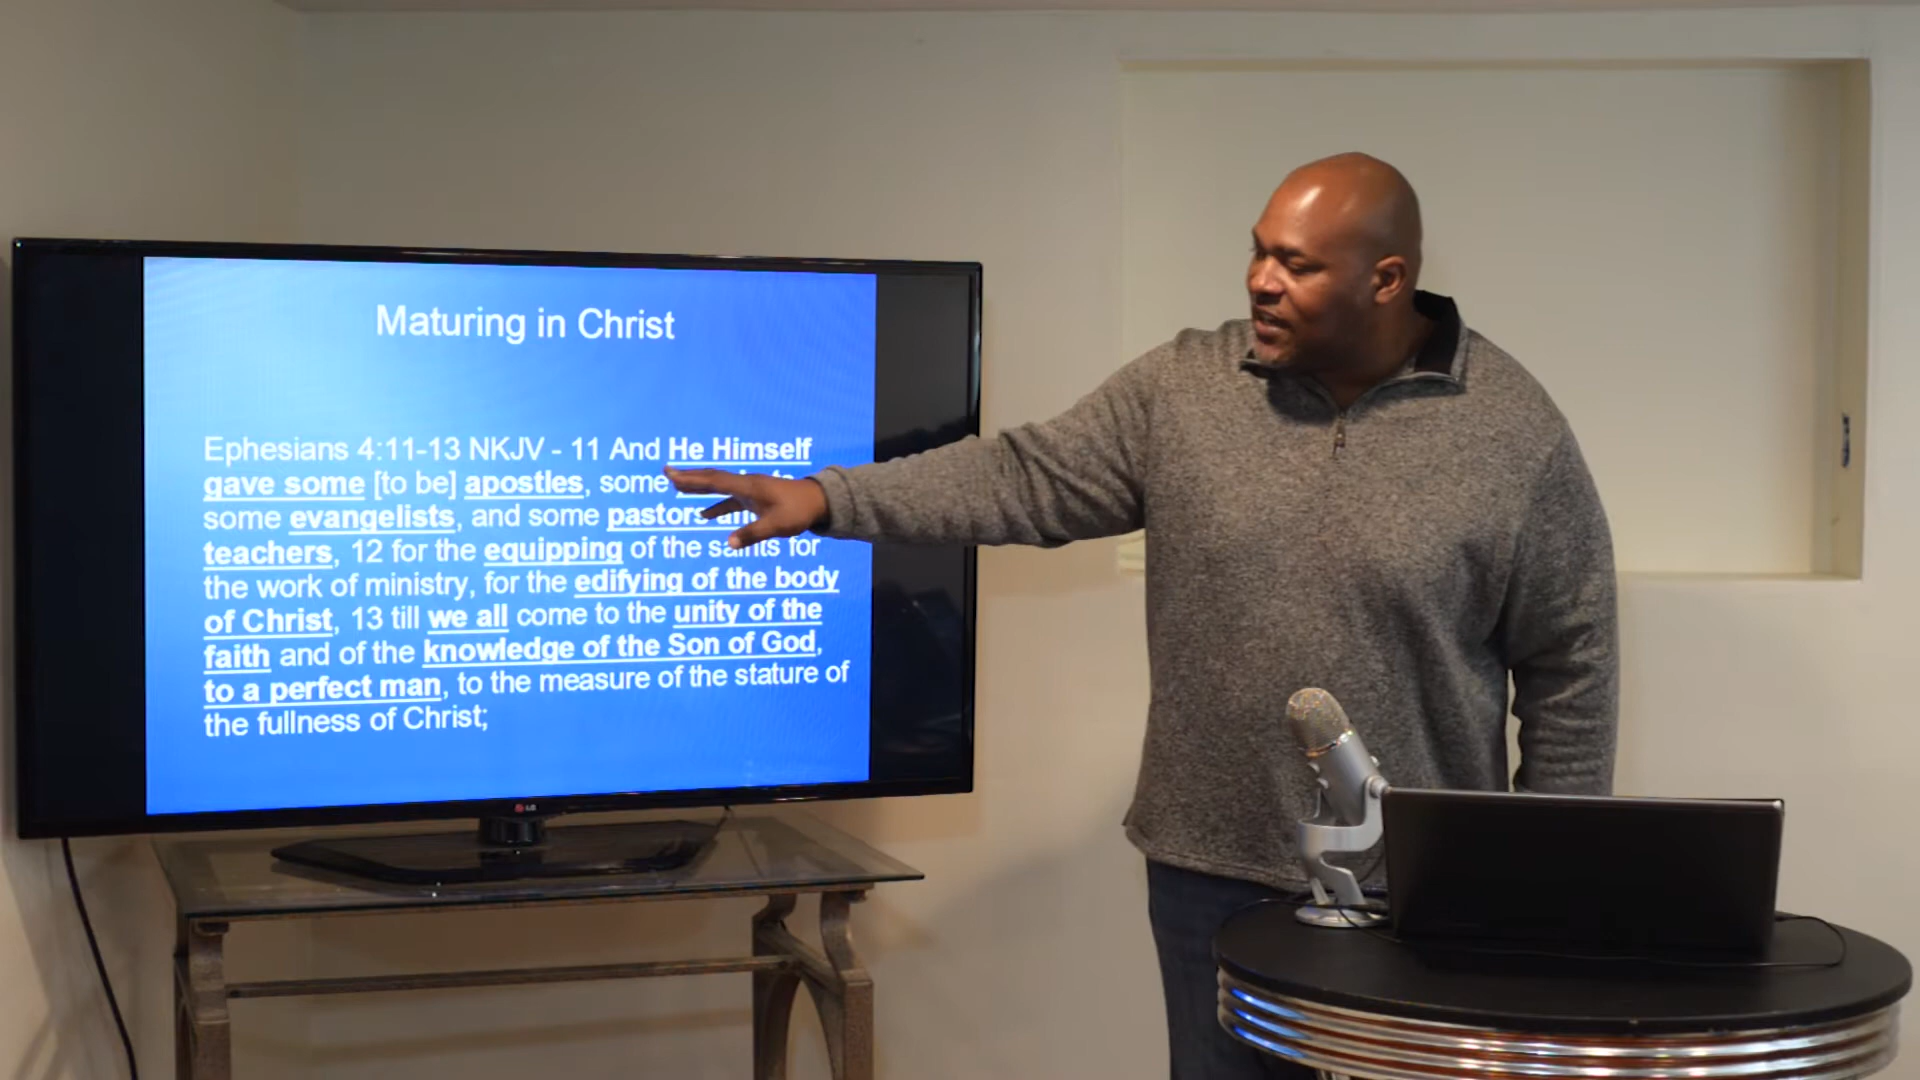 Maturing in Christ
Ephesians 4:11-13 NKJV - 11 And He Himself
gave some [to be] apostles, some
some evangelists, and some pastors and
teachers, 12 for the equipping of the saints for
the work of ministry, for the edifying of the body
of Christ, 13 till we all come to the unity of the
faith and of the knowledge of the Son of God,
to a perfect man, to the measure of the stature of
the fullness of Christ;
LG